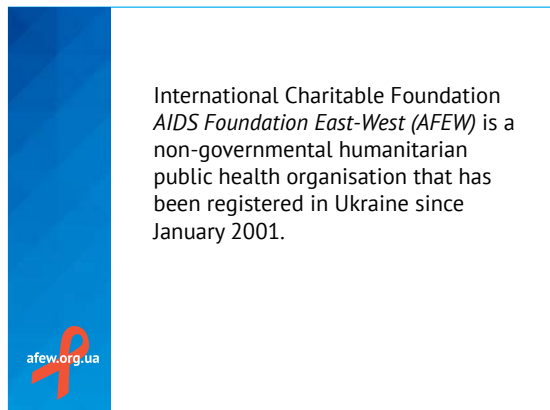 International Charitable Foundation
AIDS Foundation East-West (AFEW) is a
non-governmental humanitarian
public health organisation that has
been registered in Ukraine since
January 2001.
afew.org.ua